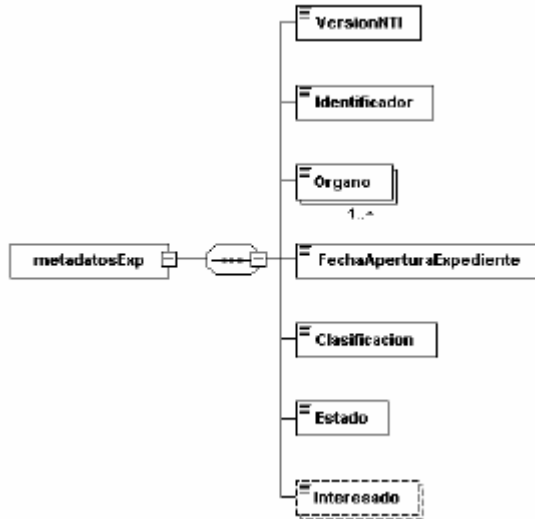 VersionNTI
Identificador
Organo
1..∞
metadatosExp
FechaAperturaExpediente
Clasificacion
Estado
Interesado